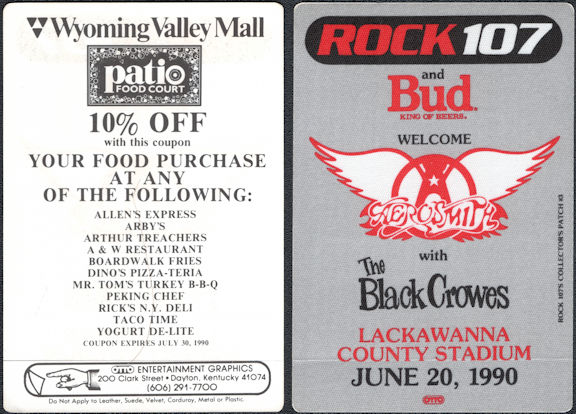 Wyoming Valley Mall
patio
FOOD COURT
10% OFF
with this coupon
YOUR FOOD PURCHASE
AT ANY
OF THE FOLLOWING:
ALLEN'S EXPRESS
ARBY'S
ARTHUR TREACHERS
A & W RESTAURANT
BOARDWALK FRIES
DINO'S PIZZA-TERIA
MR. TOM'S TURKEY B-B-Q
PEKING CHEF
RICK'S N.Y. DELI
TACO TIME
YOGURT DE-LITE
COUPON EXPIRES JULY 30, 1990
OTTO ENTERTAINMENT GRAPHICS
200 Clark Street • Dayton, Kentucky 41074
(606) 291-7700
Do Not Apply to Leather, Suede, Velvet, Corduroy, Metal or Plastic
ROCK 107
and
Bud.
KING OF BEERS.
WELCOME
AEROSMITH
with
The
Black Crowes
LACKAWANNA
COUNTY STADIUM
JUNE 20, 1990
OTTO
ROCK 107'S COLLECTOR'S PATCH #3